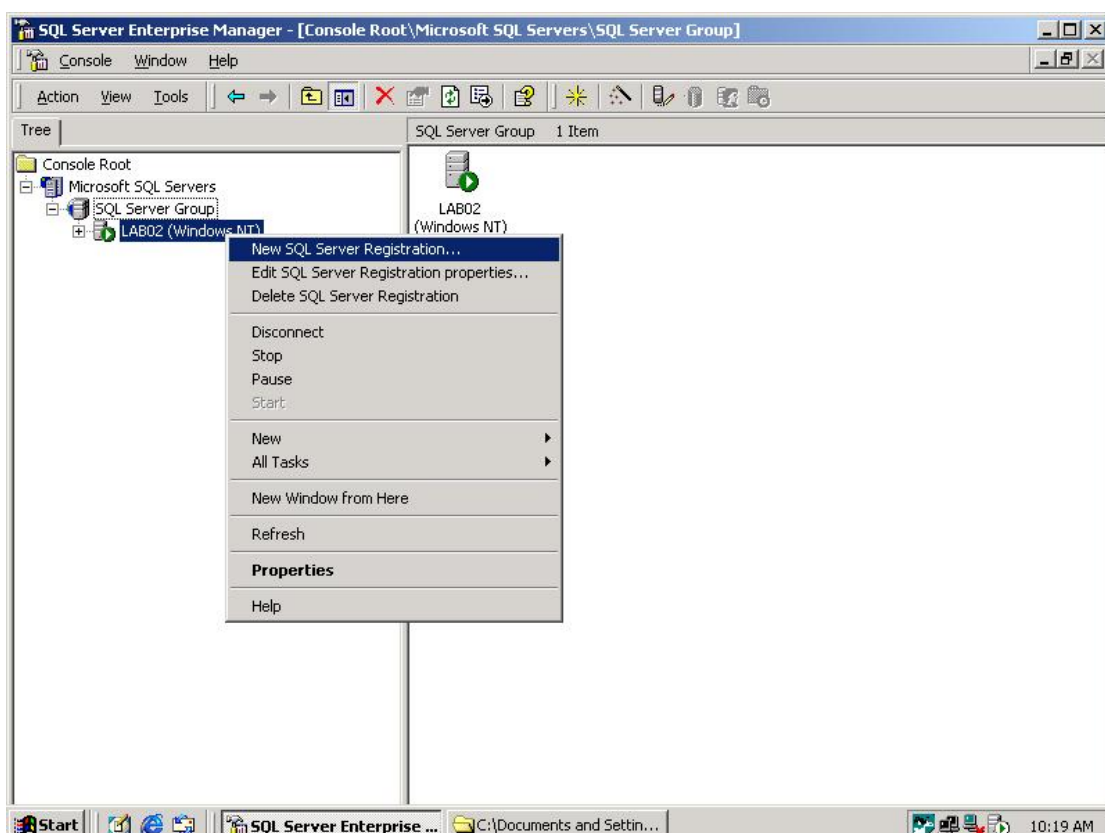 SQL Server Enterprise Manager - [Console Root\Microsoft SQL Servers\SQL Server Group]
Console Window Help
Action View Tools
Tree
SQL Server Group 1 Item
Console Root
Microsoft SQL Servers
SQL Server Group
LAB02 (Windows NT)
LAB02
(Windows NT)
New SQL Server Registration...
Edit SQL Server Registration properties...
Delete SQL Server Registration
Disconnect
Stop
Pause
Start
New
All Tasks
New Window from Here
Refresh
Properties
Help
Start
SQL Server Enterprise ...
C:\Documents and Settin...
10:19 AM